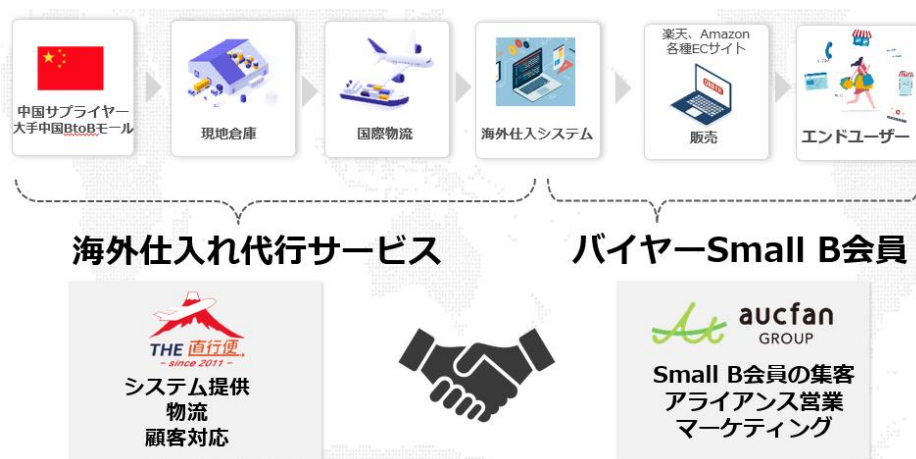 中国サプライヤー
大手中国BtoBモール
現地倉庫
国際物流
海外仕入システム
楽天、Amazon
各種ECサイト
販売
エンドユーザー
海外仕入れ代行サービス
バイヤーSmall B会員
THE 直行便
- since 2011 -
システム提供
物流
顧客対応
aucfan
GROUP
Small B会員の集客
アライアンス営業
マーケティング